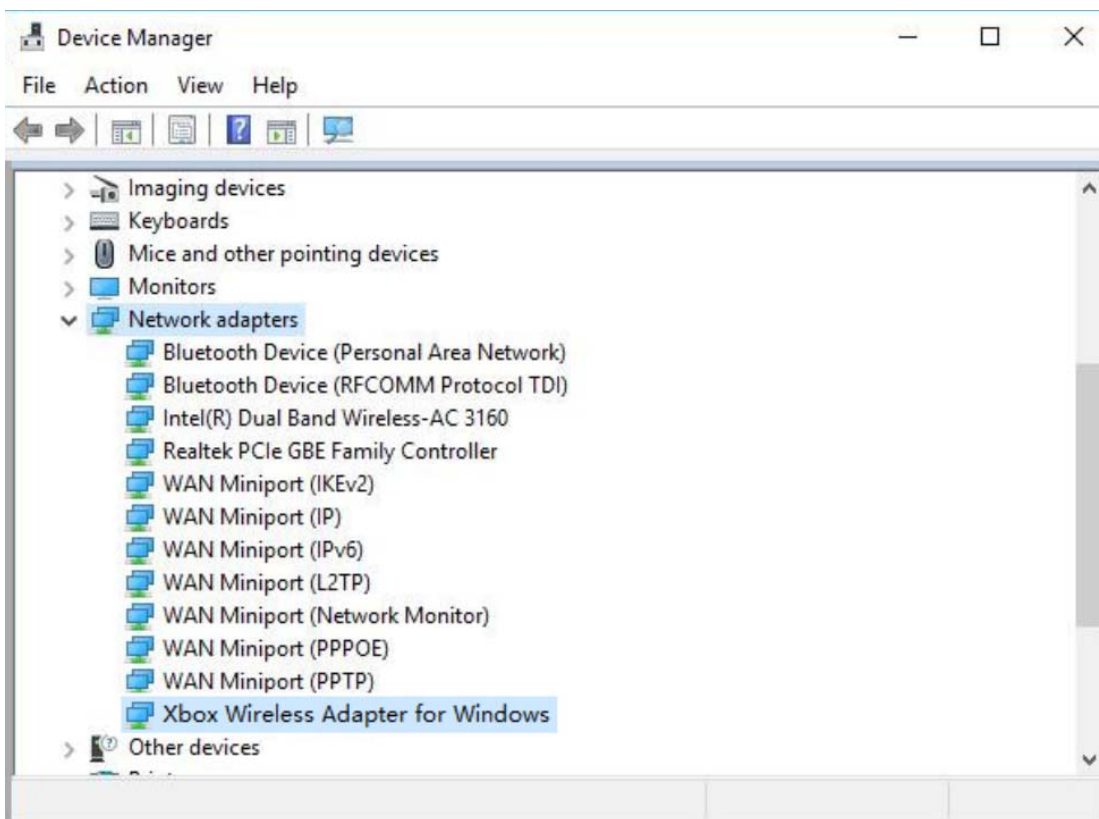 Device Manager
File Action View Help
Imaging devices
Keyboards
Mice and other pointing devices
Monitors
Network adapters
Bluetooth Device (Personal Area Network)
Bluetooth Device (RFCOMM Protocol TDI)
Intel(R) Dual Band Wireless-AC 3160
Realtek PCIe GBE Family Controller
WAN Miniport (IKEv2)
WAN Miniport (IP)
WAN Miniport (IPv6)
WAN Miniport (L2TP)
WAN Miniport (Network Monitor)
WAN Miniport (PPPOE)
WAN Miniport (PPTP)
Xbox Wireless Adapter for Windows
Other devices